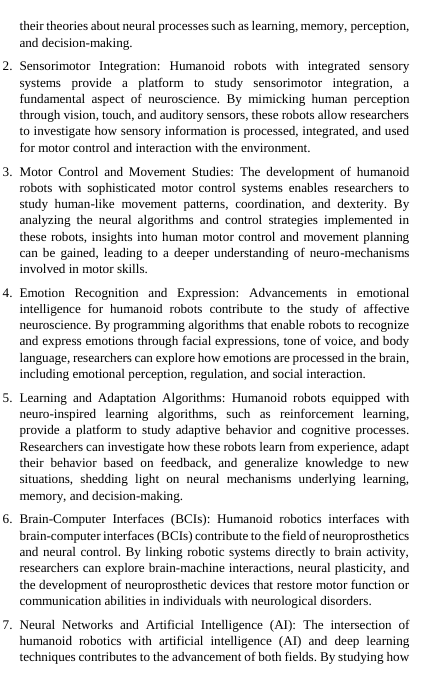 their theories about neural processes such as learning, memory, perception,
and decision-making.
2. Sensorimotor Integration: Humanoid robots with integrated sensory
systems provide a platform to study sensorimotor integration, a
fundamental aspect of neuroscience. By mimicking human perception
through vision, touch, and auditory sensors, these robots allow researchers
to investigate how sensory information is processed, integrated, and used
for motor control and interaction with the environment.
3. Motor Control and Movement Studies: The development of humanoid
robots with sophisticated motor control systems enables researchers to
study human-like movement patterns, coordination, and dexterity. By
analyzing the neural algorithms and control strategies implemented in
these robots, insights into human motor control and movement planning
can be gained, leading to a deeper understanding of neuro-mechanisms
involved in motor skills.
4. Emotion Recognition and Expression: Advancements in emotional
intelligence for humanoid robots contribute to the study of affective
neuroscience. By programming algorithms that enable robots to recognize
and express emotions through facial expressions, tone of voice, and body
language, researchers can explore how emotions are processed in the brain,
including emotional perception, regulation, and social interaction.
5. Learning and Adaptation Algorithms: Humanoid robots equipped with
neuro-inspired learning algorithms, such as reinforcement learning,
provide a platform to study adaptive behavior and cognitive processes.
Researchers can investigate how these robots learn from experience, adapt
their behavior based on feedback, and generalize knowledge to new
situations, shedding light on neural mechanisms underlying learning,
memory, and decision-making.
6. Brain-Computer Interfaces (BCIs): Humanoid robotics interfaces with
brain-computer interfaces (BCIs) contribute to the field of neuroprosthetics
and neural control. By linking robotic systems directly to brain activity,
researchers can explore brain-machine interactions, neural plasticity, and
the development of neuroprosthetic devices that restore motor function or
communication abilities in individuals with neurological disorders.
7. Neural Networks and Artificial Intelligence (AI): The intersection of
humanoid robotics with artificial intelligence (AI) and deep learning
techniques contributes to the advancement of both fields. By studying how